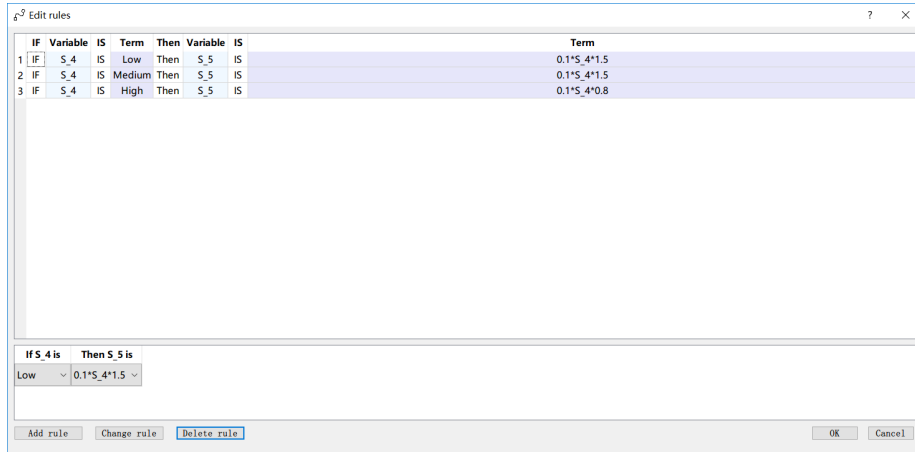 Edit rules ? ×
IF Variable IS Term Then Variable IS Term
1 IF S_4 IS Low Then S_5 IS 0.1*S_4*1.5
2 IF S_4 IS Medium Then S_5 IS 0.1*S_4*1.5
3 IF S_4 IS High Then S_5 IS 0.1*S_4*0.8
If S_4 is Then S_5 is
Low 0.1*S_4*1.5
Add rule Change rule Delete rule OK Cancel